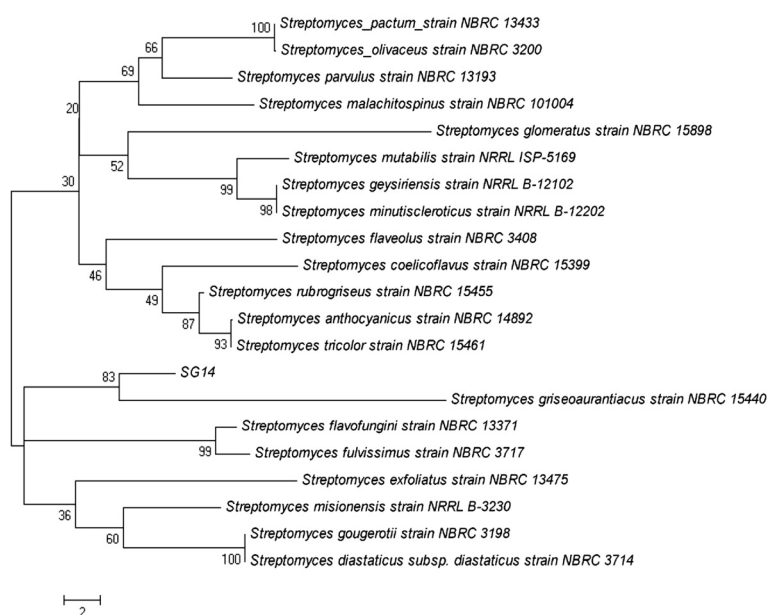 100 Streptomyces_pactum_strain NBRC 13433
66 Streptomyces_olivaceus strain NBRC 3200
69 Streptomyces parvulus strain NBRC 13193
20 Streptomyces malachitospinus strain NBRC 101004
Streptomyces glomeratus strain NBRC 15898
52 Streptomyces mutabilis strain NRRL ISP-5169
30 99 Streptomyces geysiriensis strain NRRL B-12102
98 Streptomyces minutiscleroticus strain NRRL B-12202
Streptomyces flaveolus strain NBRC 3408
46 Streptomyces coelicoflavus strain NBRC 15399
49 Streptomyces rubrogriseus strain NBRC 15455
87 Streptomyces anthocyanicus strain NBRC 14892
93 Streptomyces tricolor strain NBRC 15461
83 SG14
Streptomyces griseoaurantiacus strain NBRC 15440
Streptomyces flavofungini strain NBRC 13371
99 Streptomyces fulvissimus strain NBRC 3717
Streptomyces exfoliatus strain NBRC 13475
36 Streptomyces misionensis strain NRRL B-3230
60 Streptomyces gougerotii strain NBRC 3198
100 Streptomyces diastaticus subsp. diastaticus strain NBRC 3714
2